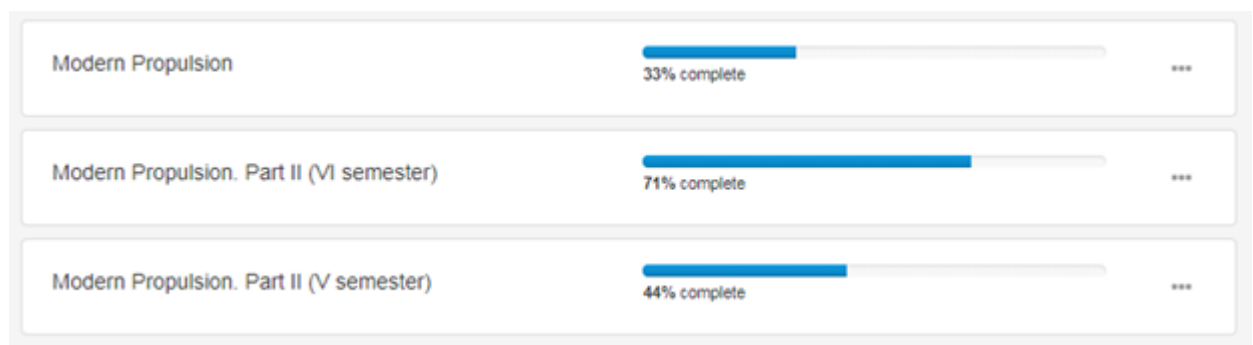 Modern Propulsion
33% complete
Modern Propulsion. Part II (VI semester)
71% complete
Modern Propulsion. Part II (V semester)
44% complete